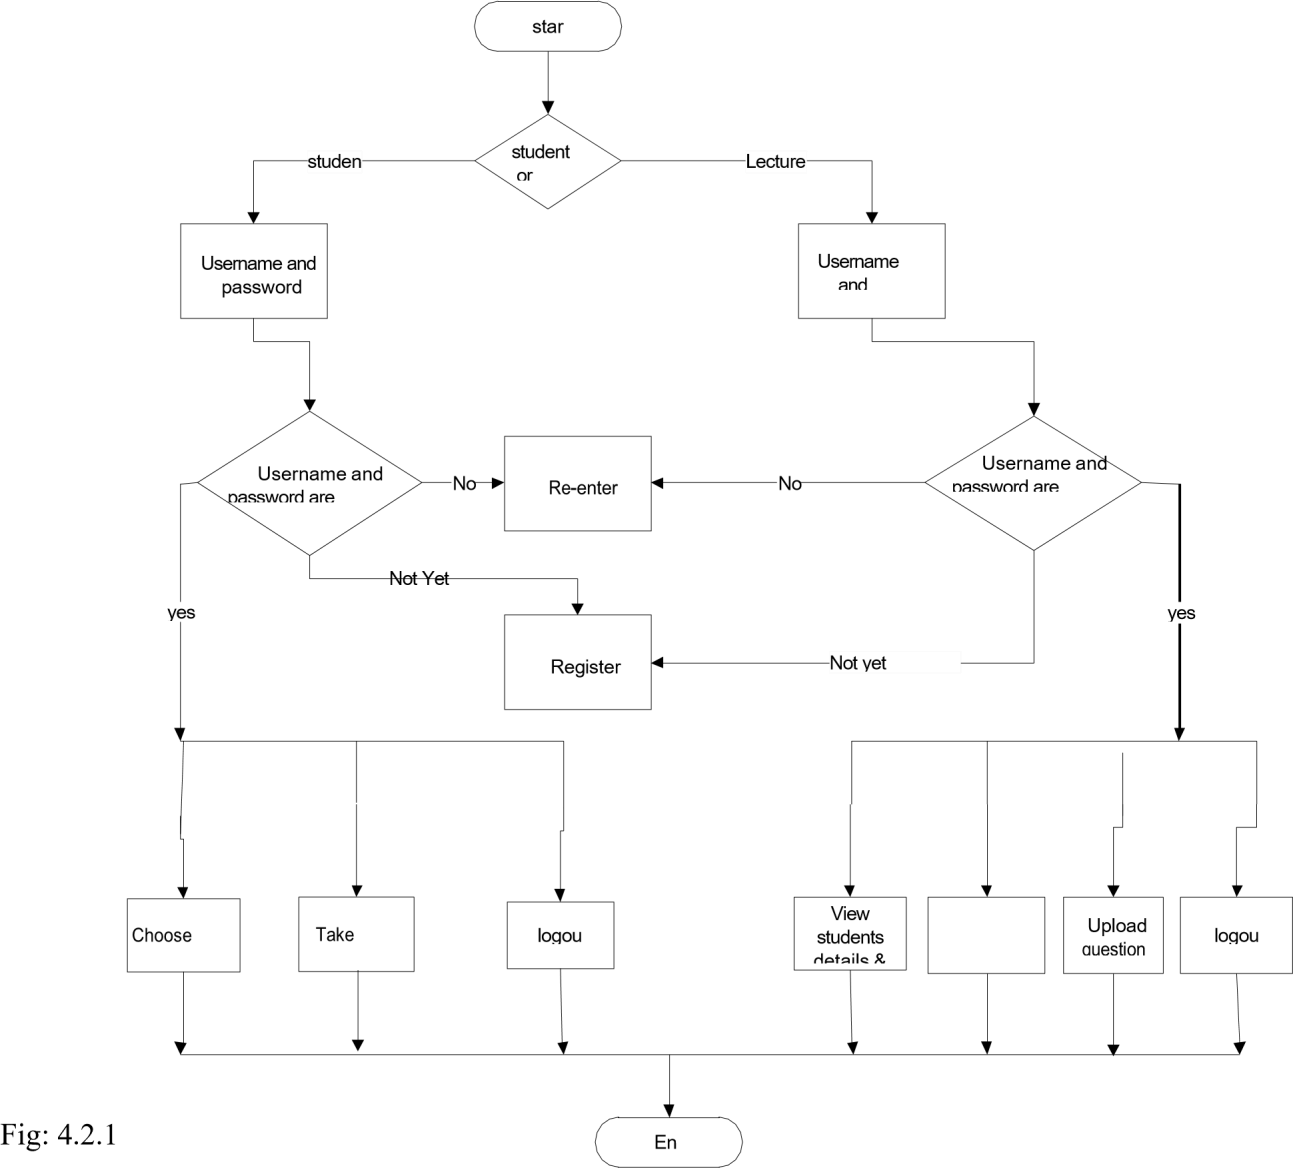 star
student
or
studen
Lecture
Username and
password
Username
and
Username and
password are
No
Re-enter
No
Username and
password are
Not Yet
yes
yes
Register
Not yet
Choose
Take
logou
View
students
details &
Upload
question
logou
En
Fig: 4.2.1